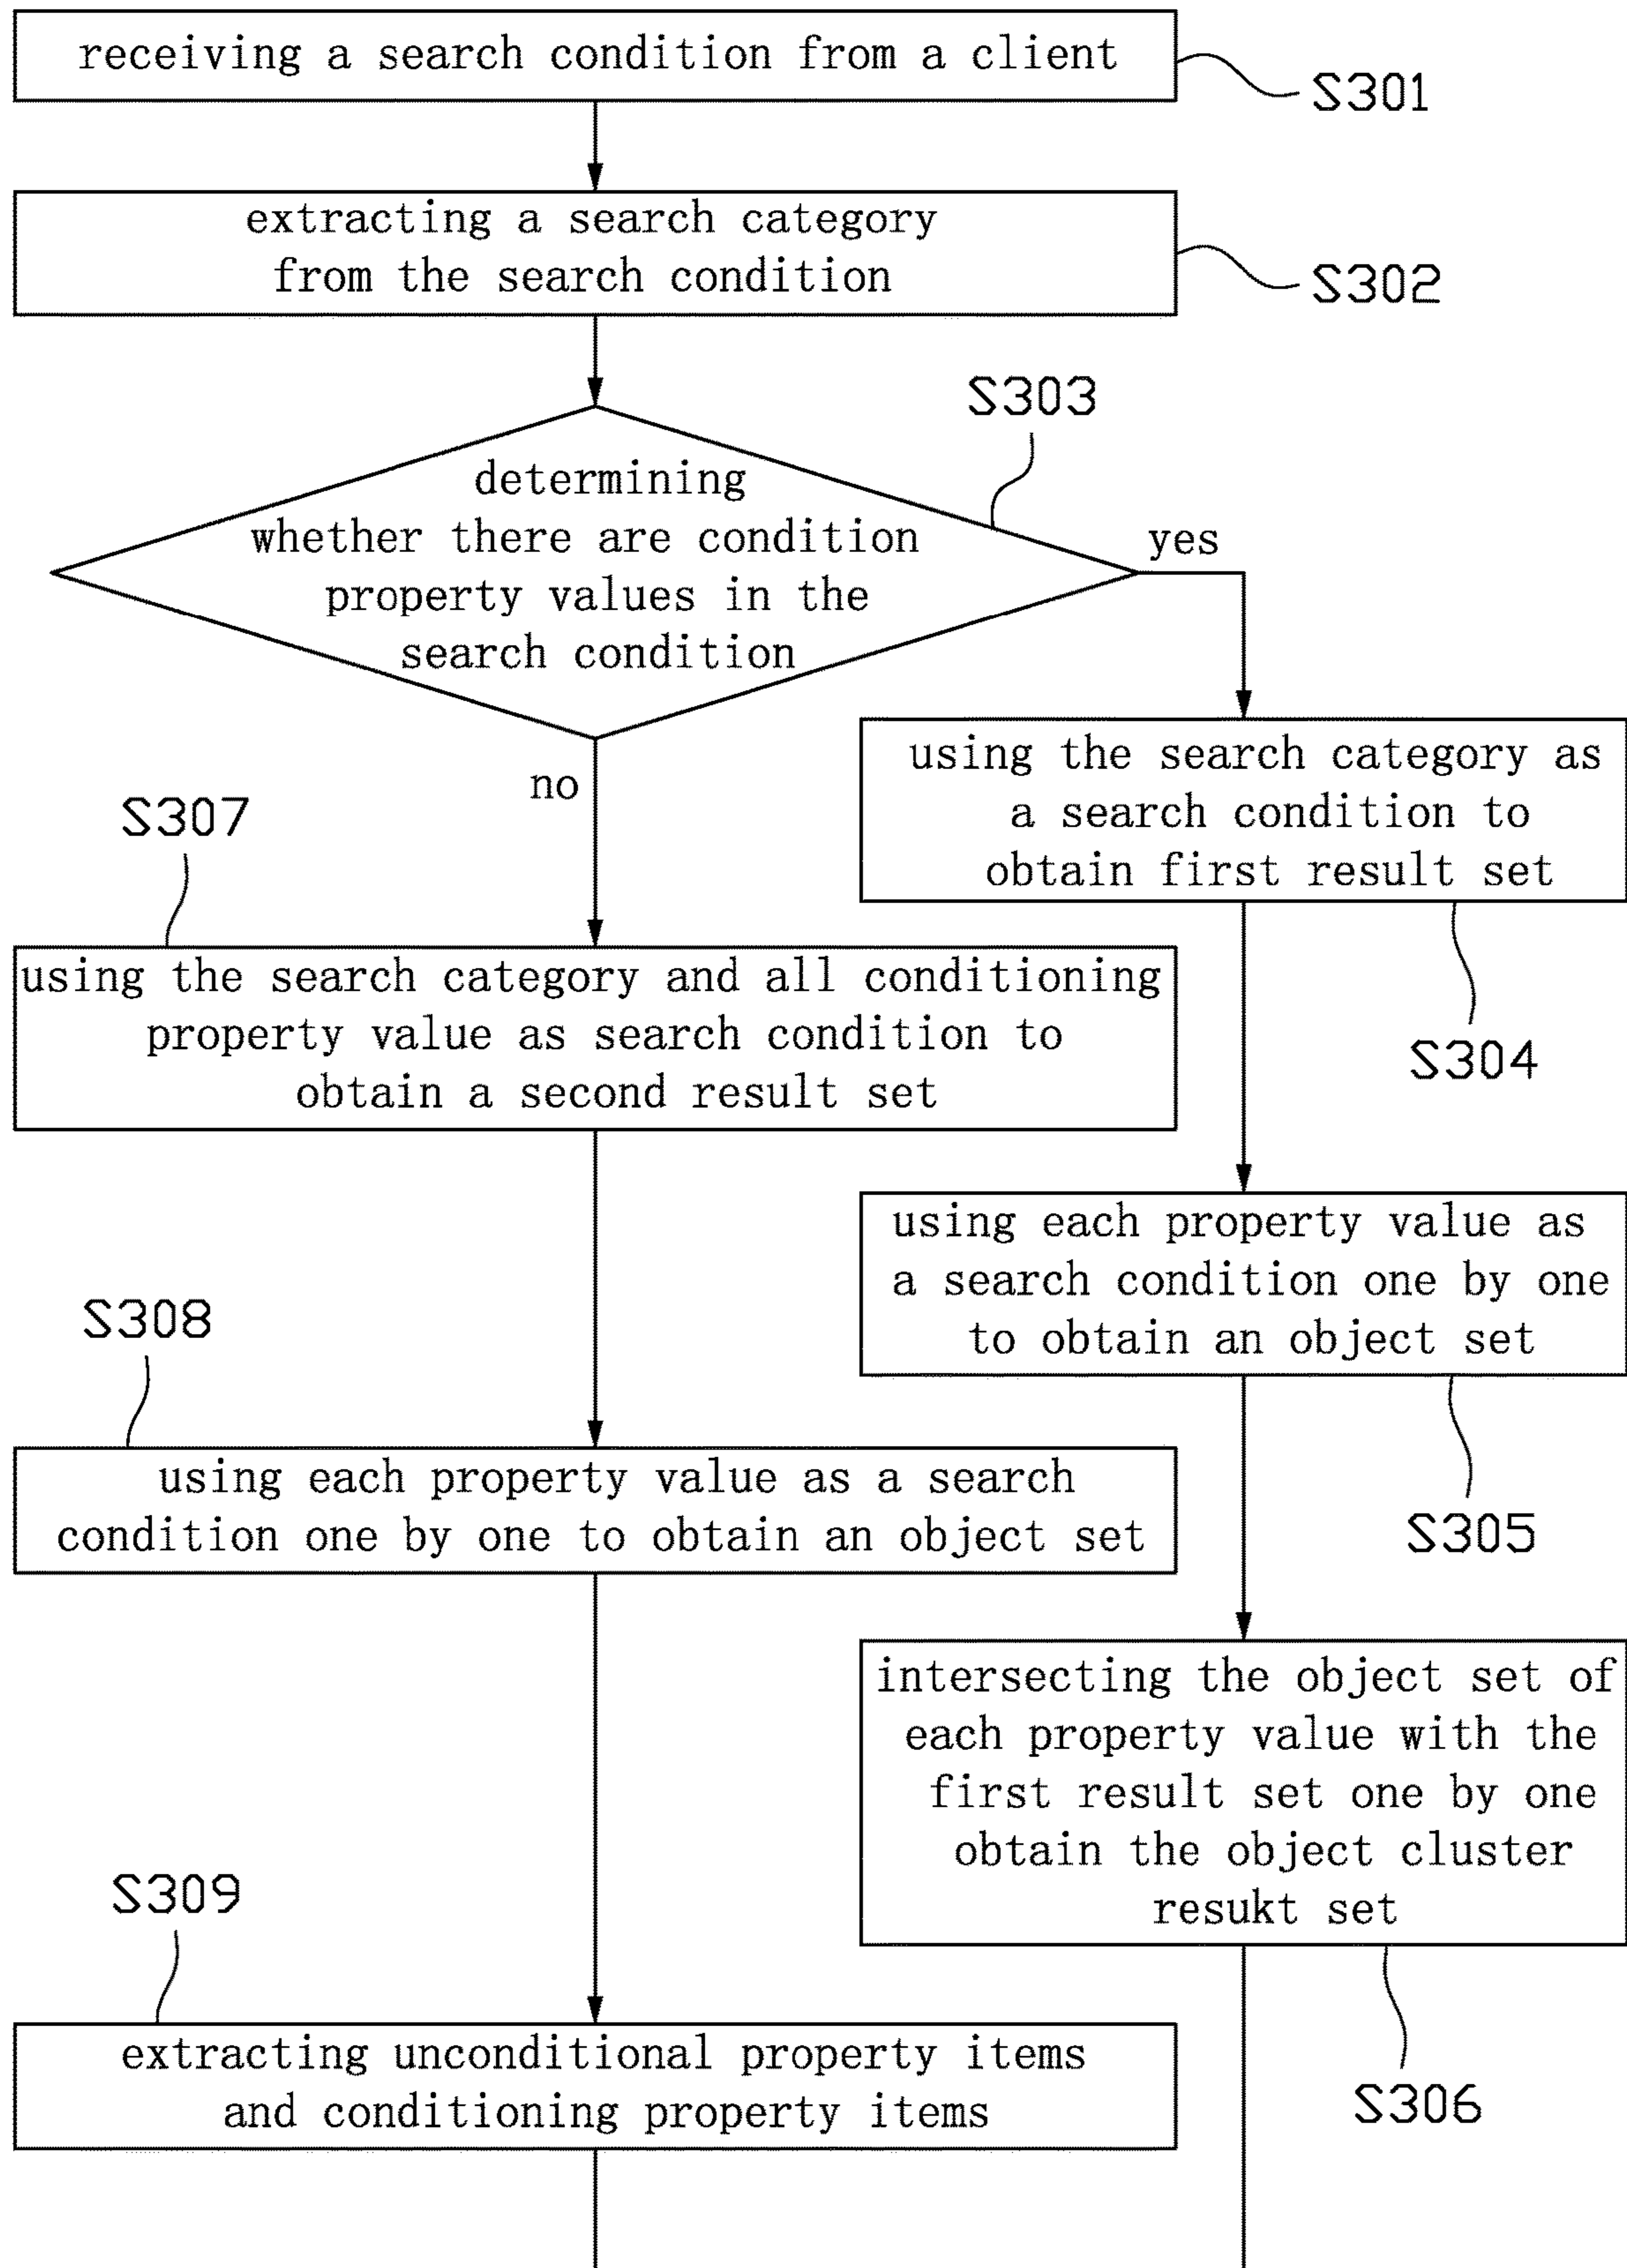 receiving a search condition from a client
S301
extracting a search category
from the search condition
S302
S303
determining
whether there are condition
property values in the
search condition
yes
no
using the search category as
a search condition to
obtain first result set
S304
S307
using the search category and all conditioning
property value as search condition to
obtain a second result set
using each property value as
a search condition one by one
to obtain an object set
S305
S308
using each property value as a search
condition one by one to obtain an object set
intersecting the object set of
each property value with the
first result set one by one
obtain the object cluster
resukt set
S306
S309
extracting unconditional property items
and conditioning property items